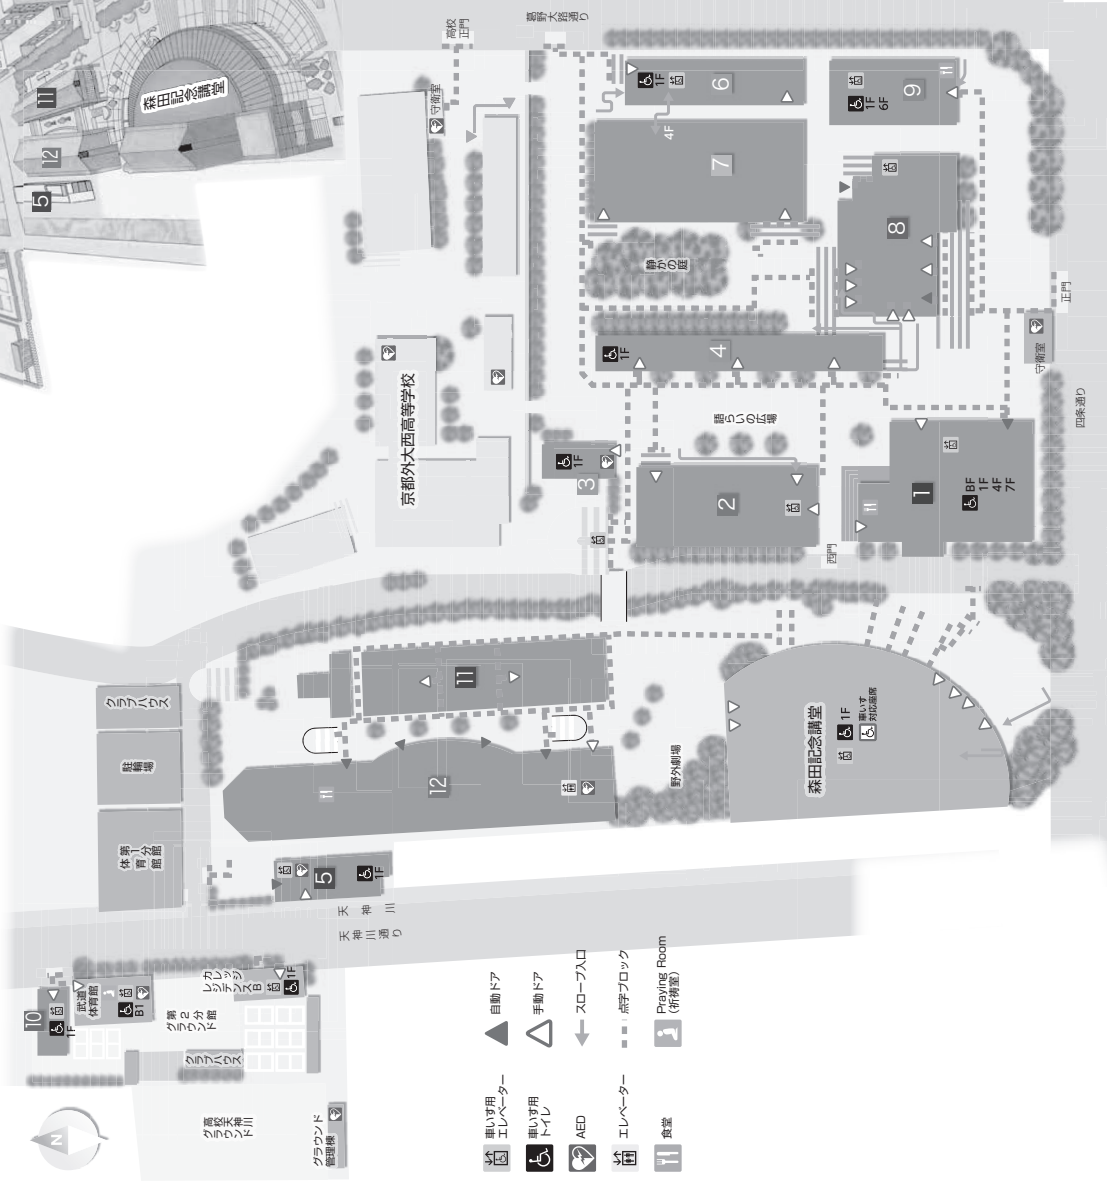 葛野大路通り
高校正門
守衛室
森田記念講堂
11
12
5
1F
6
1F
6F
9
4F
7
8
静かの庭
1F
4
正門
守衛室
四条通り
京都外大西高等学校
語らいの広場
1F
3
2
1
BF
1F
4F
7F
西門
クラブハウス
駐輪場
第1分館
体育館
11
12
野外劇場
森田記念講堂
1F
車いす
対応座席
5
1F
天神川
天神川通り
10
1F
武道
体育館
B1
第2分館
グラウンド
カレッジ
レジデンスB
1F
クラブハウス
高校天神川
グラウンド
グラウンド
管理棟
N
車いす用
エレベーター
車いす用
トイレ
AED
エレベーター
食堂
自動ドア
手動ドア
スロープ入口
点字ブロック
Praying Room
(祈祷室)